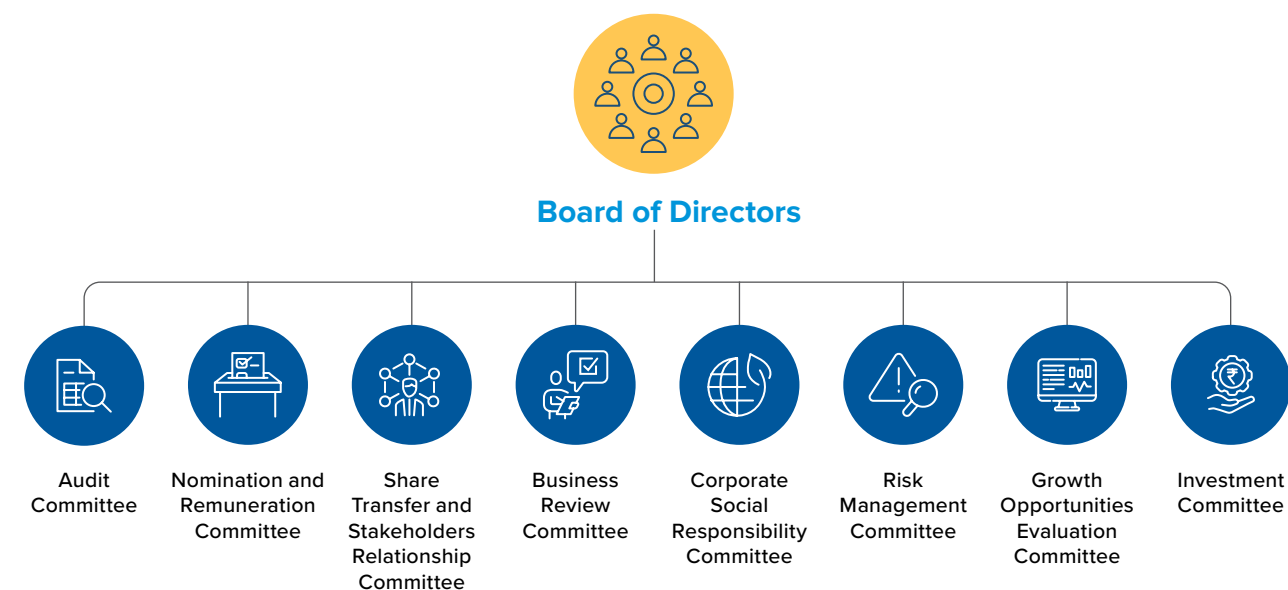 Board of Directors
Audit
Committee
Nomination and
Remuneration
Committee
Share
Transfer and
Stakeholders
Relationship
Committee
Business
Review
Committee
Corporate
Social
Responsibility
Committee
Risk
Management
Committee
Growth
Opportunities
Evaluation
Committee
Investment
Committee
₹